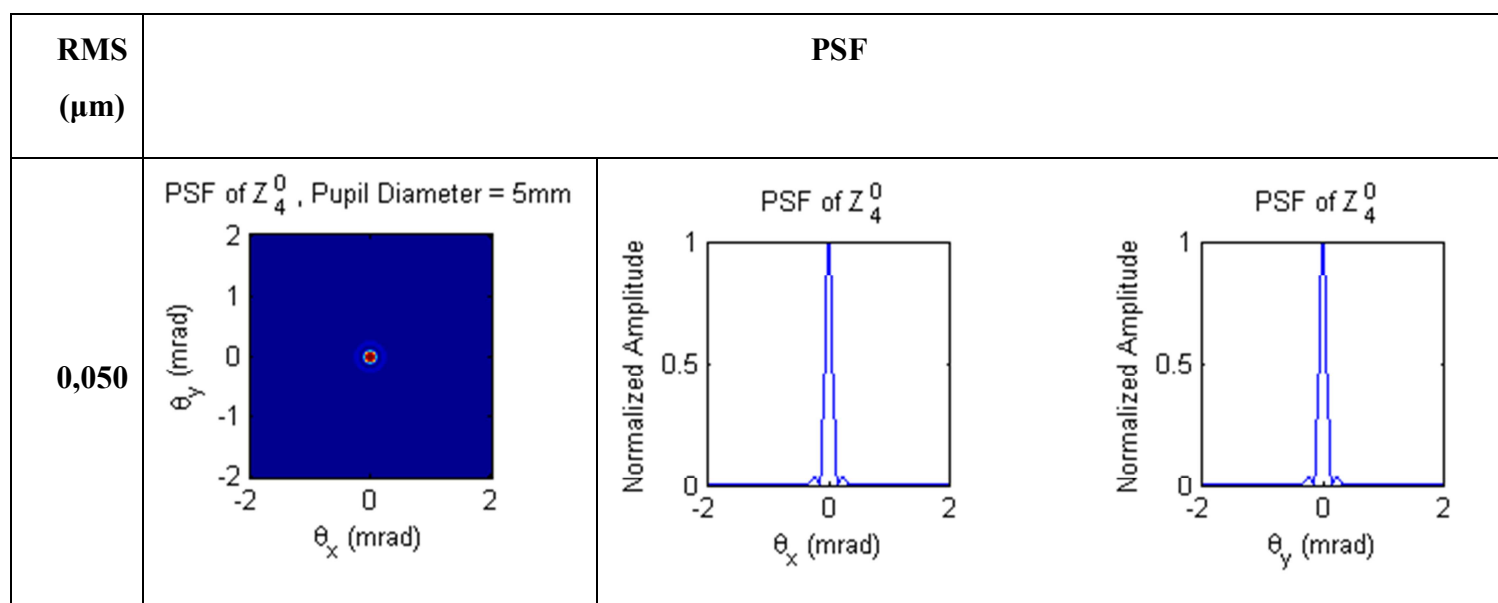 RMS
(μm)
PSF
0,050
PSF of Z₄⁰ , Pupil Diameter = 5mm
2
1
0
-1
-2
θy (mrad)
-2 0 2
θx (mrad)
PSF of Z₄⁰
Normalized Amplitude
1
0.5
0
-2 0 2
θx (mrad)
PSF of Z₄⁰
Normalized Amplitude
1
0.5
0
-2 0 2
θy (mrad)